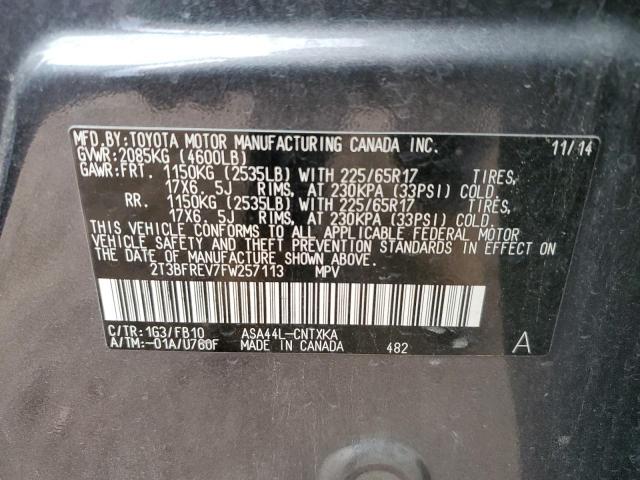 MFD.BY:TOYOTA MOTOR MANUFACTURING CANADA INC. 11/14
GVWR:2085KG (4600LB)
GAWR:FRT. 1150KG (2535LB) WITH 225/65R17 TIRES,
17X6. 5J RIMS, AT 230KPA (33PSI) COLD.
RR. 1150KG (2535LB) WITH 225/65R17 TIRES,
17X6. 5J RIMS, AT 230KPA (33PSI) COLD.
THIS VEHICLE CONFORMS TO ALL APPLICABLE FEDERAL MOTOR
VEHICLE SAFETY AND THEFT PREVENTION STANDARDS IN EFFECT ON
THE DATE OF MANUFACTURE SHOWN ABOVE.
2T3BFREV7FW257113 MPV
C/TR:1G3/FB10 ASA44L-CNTXKA
A/TM:-01A/U760F MADE IN CANADA 482 A